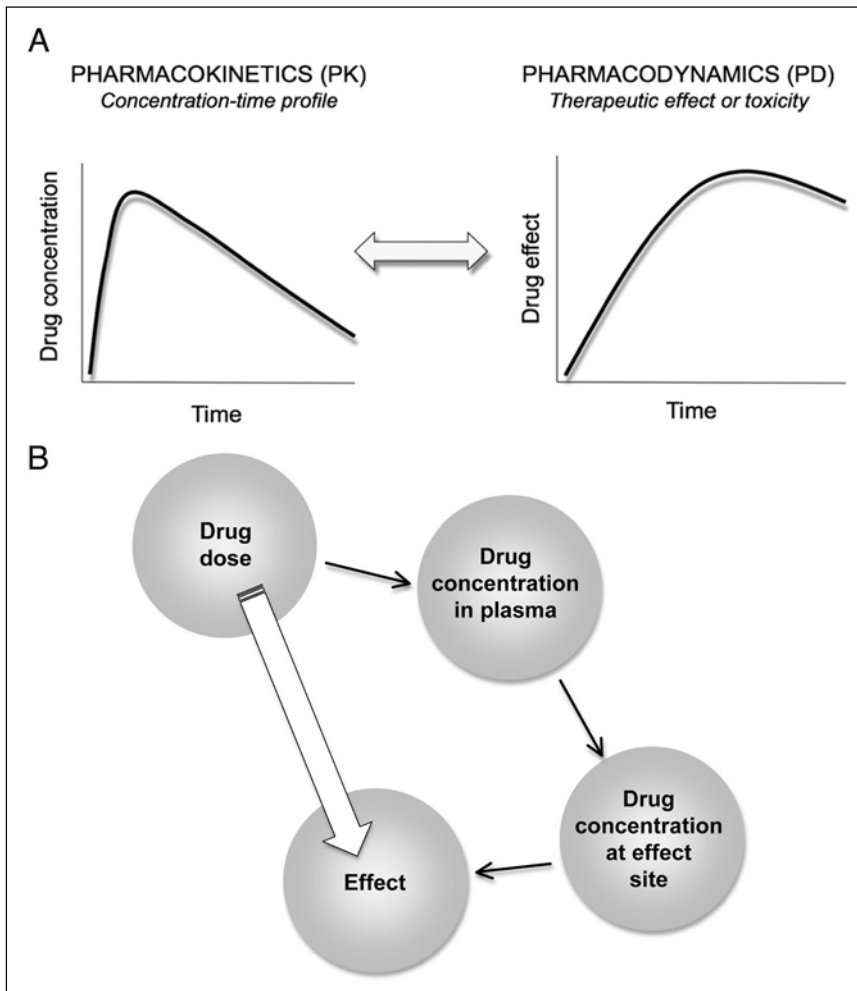 A
PHARMACOKINETICS (PK)
Concentration-time profile
Drug concentration
Time
PHARMACODYNAMICS (PD)
Therapeutic effect or toxicity
Drug effect
Time
B
Drug
dose
Drug
concentration
in plasma
Drug
concentration
at effect
site
Effect